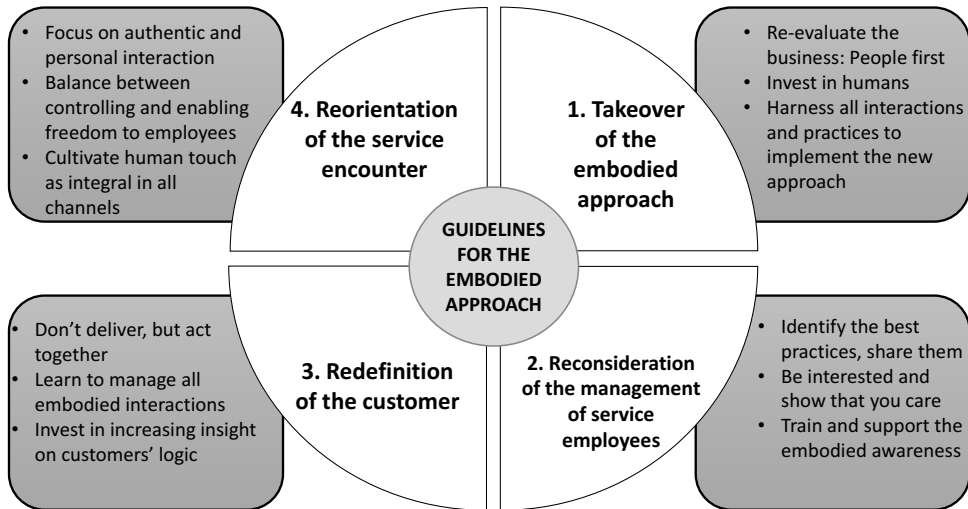 • Focus on authentic and
personal interaction
• Balance between
controlling and enabling
freedom to employees
• Cultivate human touch
as integral in all
channels
4. Reorientation
of the service
encounter
1. Takeover
of the
embodied
approach
• Re-evaluate the
business: People first
• Invest in humans
• Harness all interactions
and practices to
implement the new
approach
GUIDELINES
FOR THE
EMBODIED
APPROACH
• Don’t deliver, but act
together
• Learn to manage all
embodied interactions
• Invest in increasing insight
on customers’ logic
3. Redefinition
of the customer
2. Reconsideration
of the management
of service
employees
• Identify the best
practices, share them
• Be interested and
show that you care
• Train and support the
embodied awareness